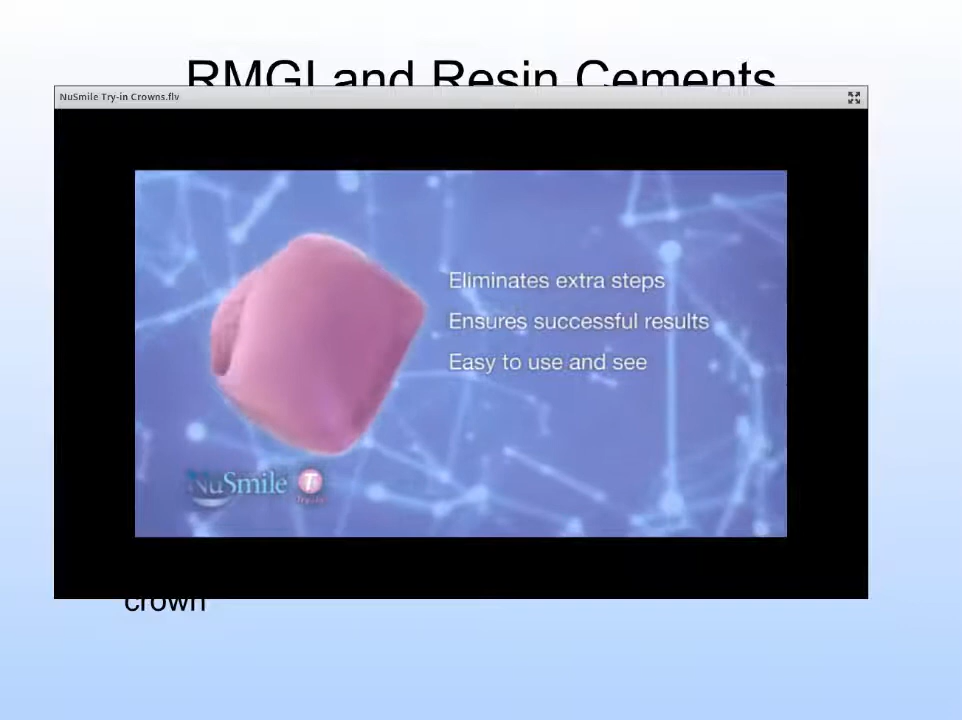 RMGI and Resin Cements
NuSmile Try-in Crowns.flv
Eliminates extra steps
Ensures successful results
Easy to use and see
NuSmile T
crown